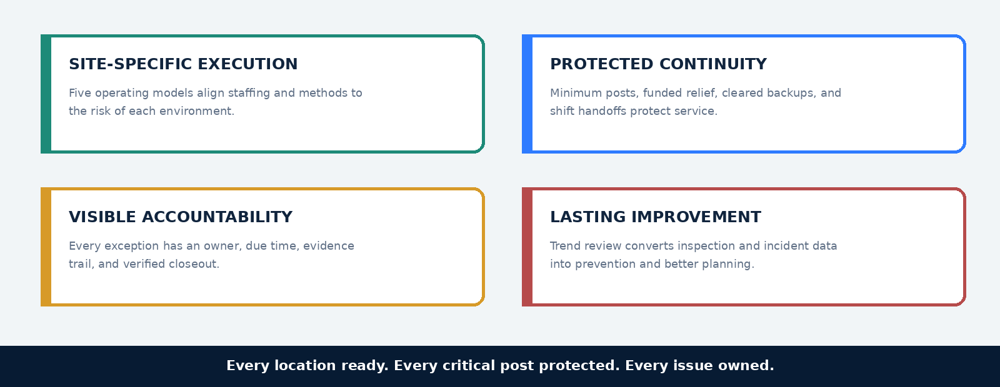 SITE-SPECIFIC EXECUTION
Five operating models align staffing and methods to
the risk of each environment.
PROTECTED CONTINUITY
Minimum posts, funded relief, cleared backups, and
shift handoffs protect service.
VISIBLE ACCOUNTABILITY
Every exception has an owner, due time, evidence
trail, and verified closeout.
LASTING IMPROVEMENT
Trend review converts inspection and incident data
into prevention and better planning.
Every location ready. Every critical post protected. Every issue owned.